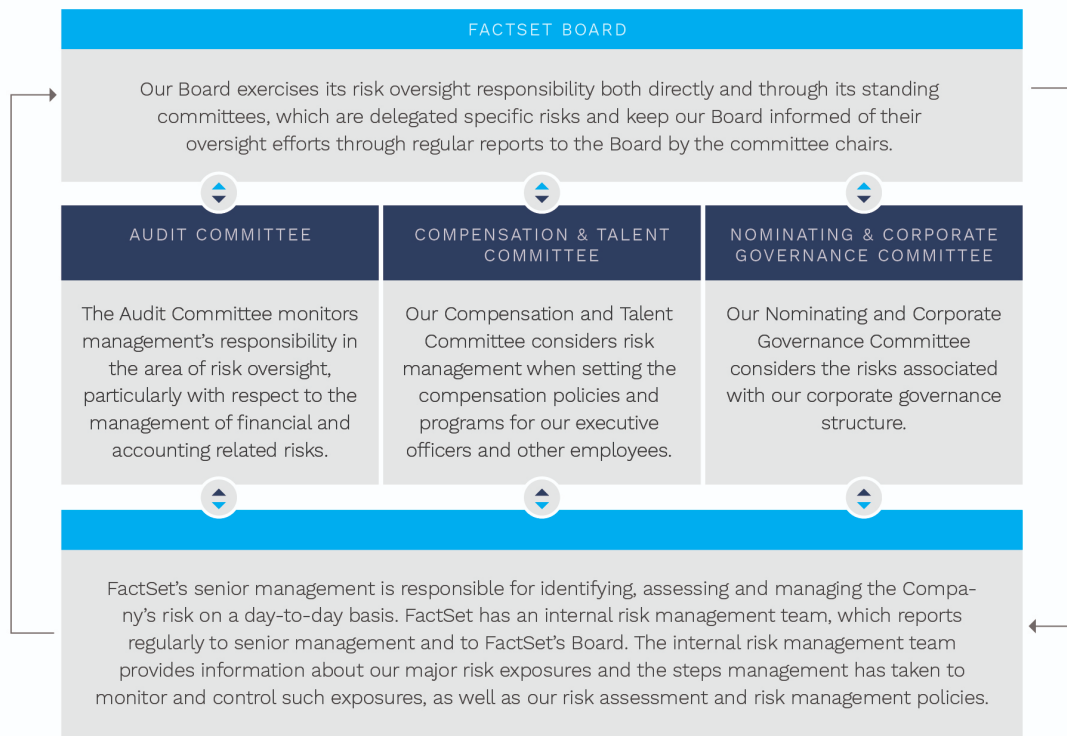 FACTSET BOARD
Our Board exercises its risk oversight responsibility both directly and through its standing
committees, which are delegated specific risks and keep our Board informed of their
oversight efforts through regular reports to the Board by the committee chairs.
AUDIT COMMITTEE
The Audit Committee monitors
management's responsibility in
the area of risk oversight,
particularly with respect to the
management of financial and
accounting related risks.
COMPENSATION & TALENT
COMMITTEE
Our Compensation and Talent
Committee considers risk
management when setting the
compensation policies and
programs for our executive
officers and other employees.
NOMINATING & CORPORATE
GOVERNANCE COMMITTEE
Our Nominating and Corporate
Governance Committee
considers the risks associated
with our corporate governance
structure.
FactSet's senior management is responsible for identifying, assessing and managing the Compa-
ny's risk on a day-to-day basis. FactSet has an internal risk management team, which reports
regularly to senior management and to FactSet's Board. The internal risk management team
provides information about our major risk exposures and the steps management has taken to
monitor and control such exposures, as well as our risk assessment and risk management policies.